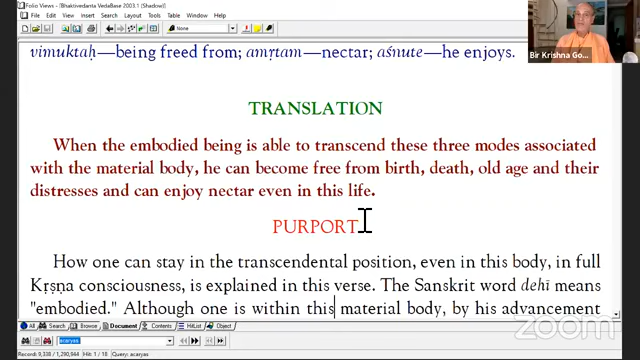 Folio Views - [Bhaktivedanta VedaBase-2003.1 (Shadow)]
File Edit View Search Layout Tools Window Help
<None>
vimuktaḥ—being freed from; amṛtam—nectar; aśnute—he enjoys.
Bir Krishna Go...
TRANSLATION
When the embodied being is able to transcend these three modes associated
with the material body, he can become free from birth, death, old age and their
distresses and can enjoy nectar even in this life.
PURPORT
How one can stay in the transcendental position, even in this body, in full
Kṛṣṇa consciousness, is explained in this verse. The Sanskrit word dehī means
"embodied." Although one is within this material body, by his advancement
All Browse Document Contents HitList Object
acaryas
Record: 9,338 / 1,290,944 Hit: 1 / 18 Query: acaryas
zoom